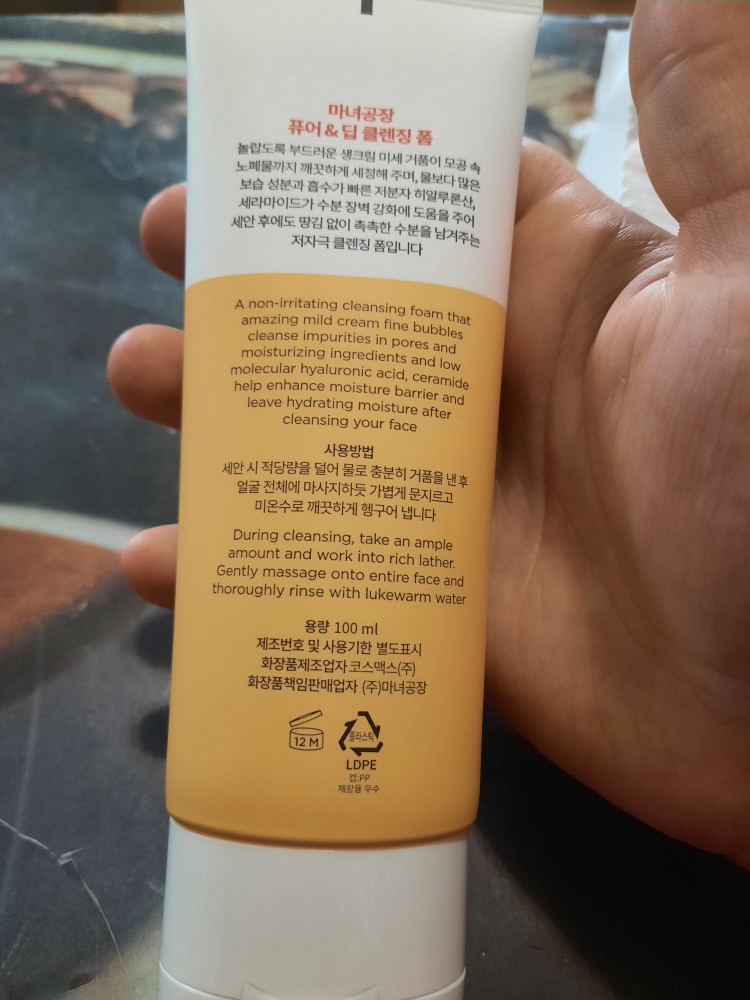 마녀공장
퓨어 & 딥 클렌징 폼
놀랍도록 부드러운 생크림 미세 거품이 모공 속
노폐물까지 깨끗하게 세정해 주며, 물보다 많은
보습 성분과 흡수가 빠른 저분자 히알루론산,
세라마이드가 수분 장벽 강화에 도움을 주어
세안 후에도 땅김 없이 촉촉한 수분을 남겨주는
저자극 클렌징 폼입니다
A non-irritating cleansing foam that
amazing mild cream fine bubbles
cleanse impurities in pores and
moisturizing ingredients and low
molecular hyaluronic acid, ceramide
help enhance moisture barrier and
leave hydrating moisture after
cleansing your face
사용방법
세안 시 적당량을 덜어 물로 충분히 거품을 낸 후
얼굴 전체에 마사지하듯 가볍게 문지르고
미온수로 깨끗하게 헹구어 냅니다
During cleansing, take an ample
amount and work into rich lather.
Gently massage onto entire face and
thoroughly rinse with lukewarm water
용량 100 ml
제조번호 및 사용기한 별도표시
화장품제조업자 코스맥스(주)
화장품책임판매업자 (주)마녀공장
12 M
플라스틱
LDPE
캡:PP
재활용 우수